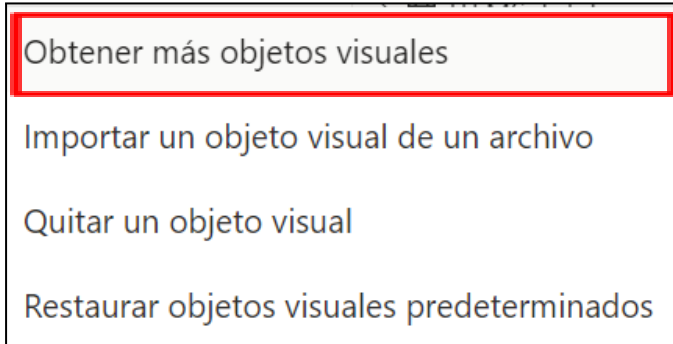 Obtener más objetos visuales
Importar un objeto visual de un archivo
Quitar un objeto visual
Restaurar objetos visuales predeterminados